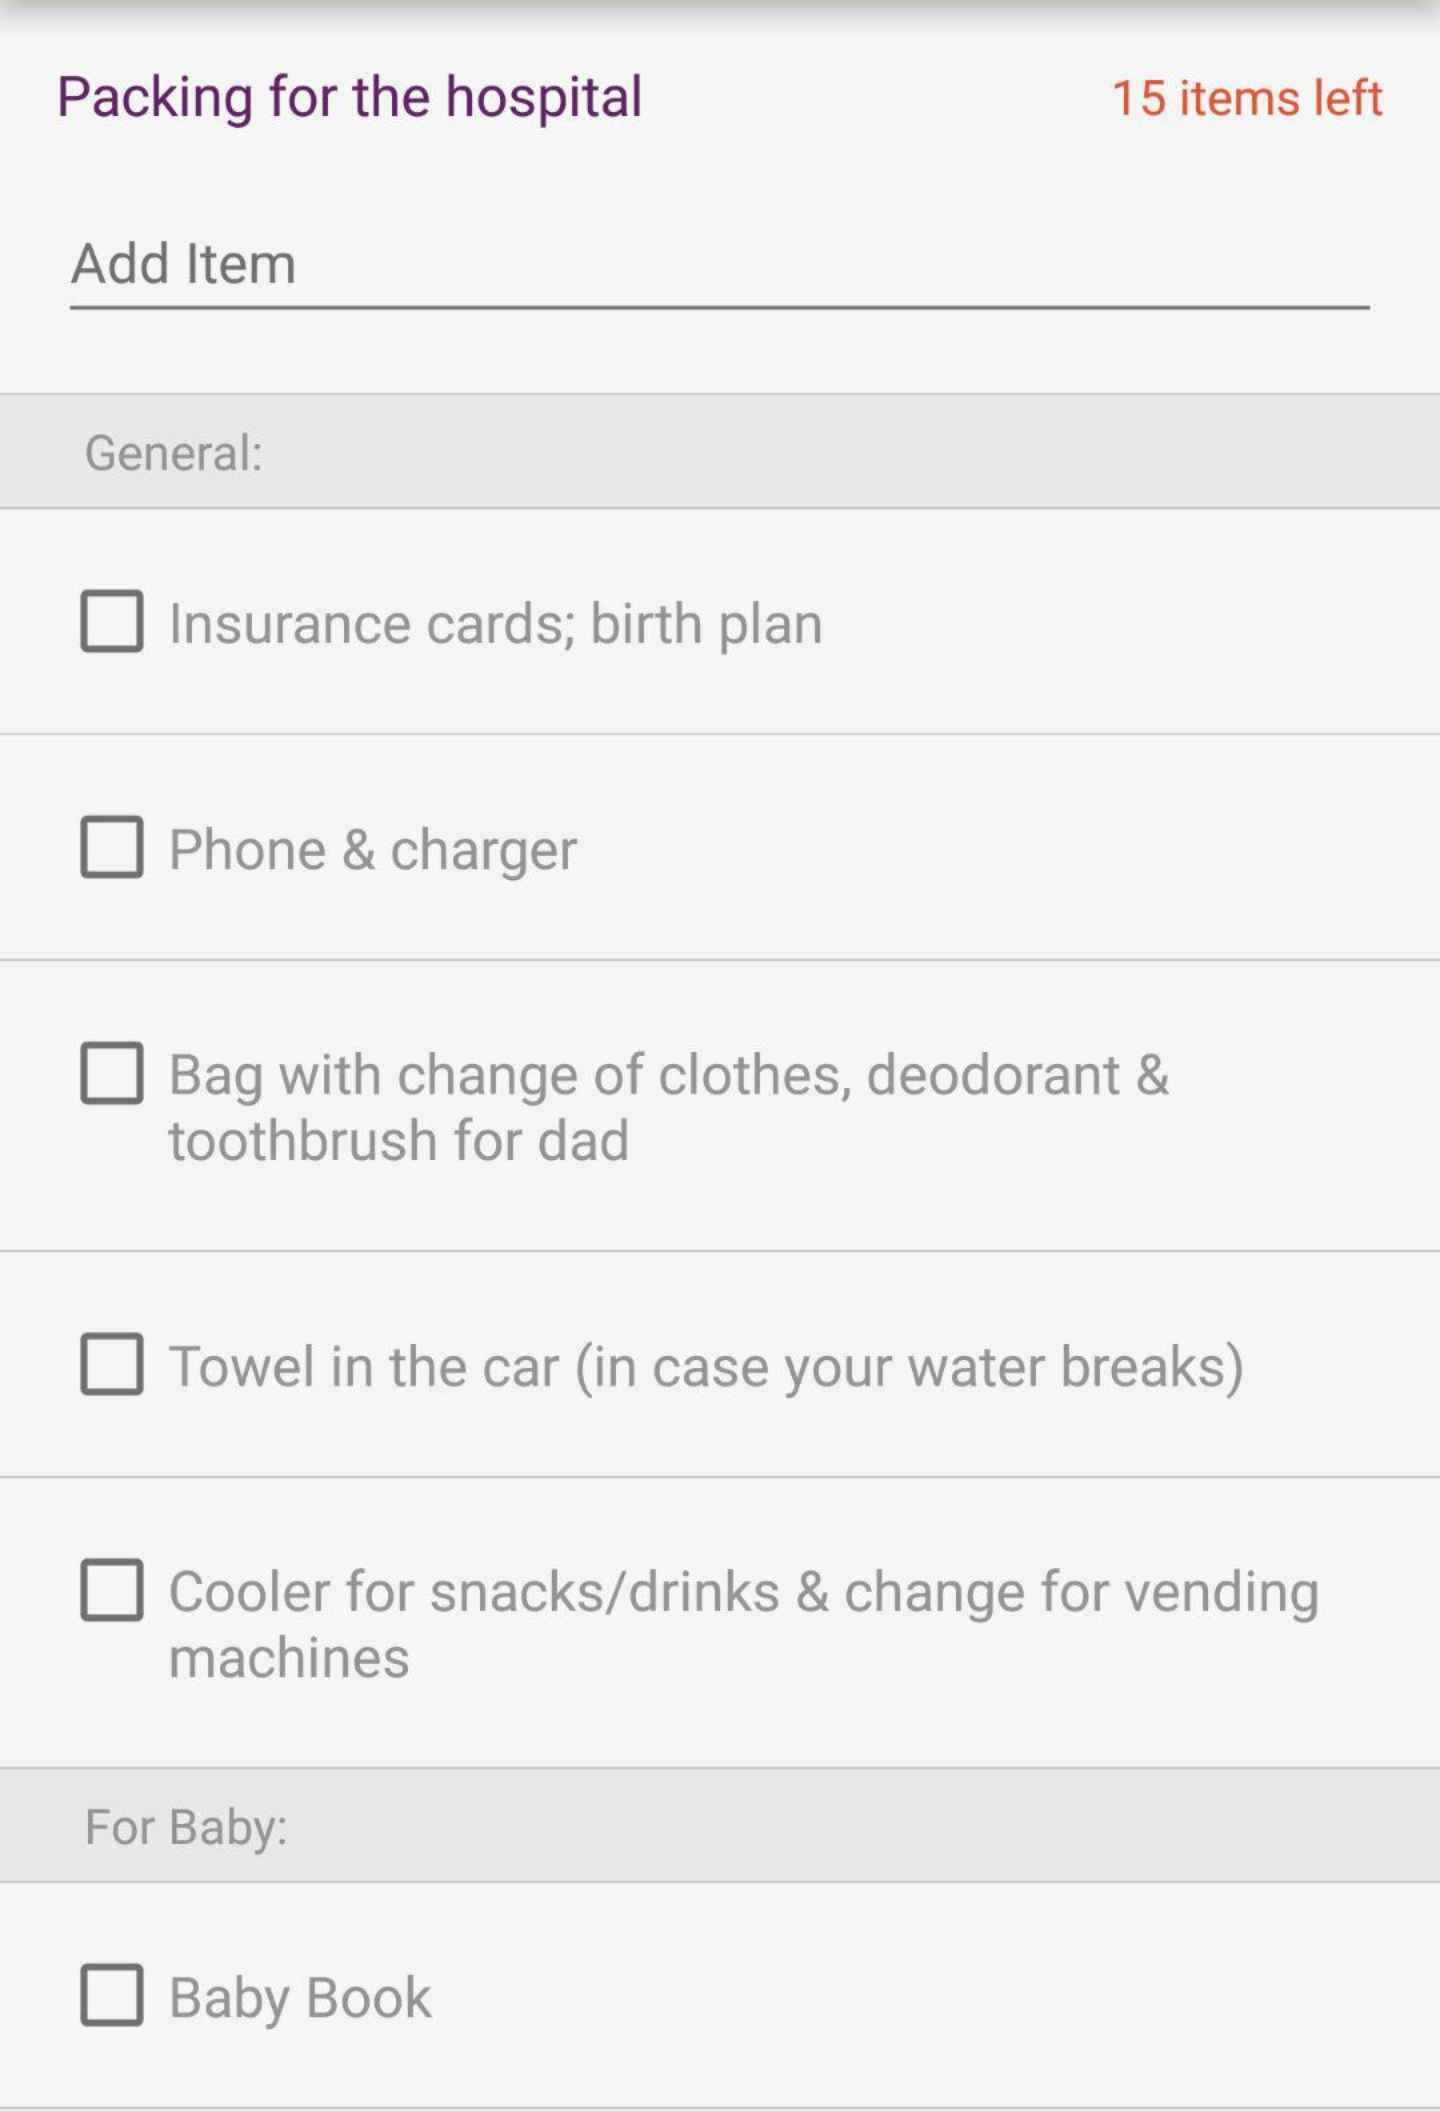 Packing for the hospital
15 items left
Add Item
General:
Insurance cards; birth plan
Phone & charger
Bag with change of clothes, deodorant &
toothbrush for dad
Towel in the car (in case your water breaks)
Cooler for snacks/drinks & change for vending
machines
For Baby:
Baby Book